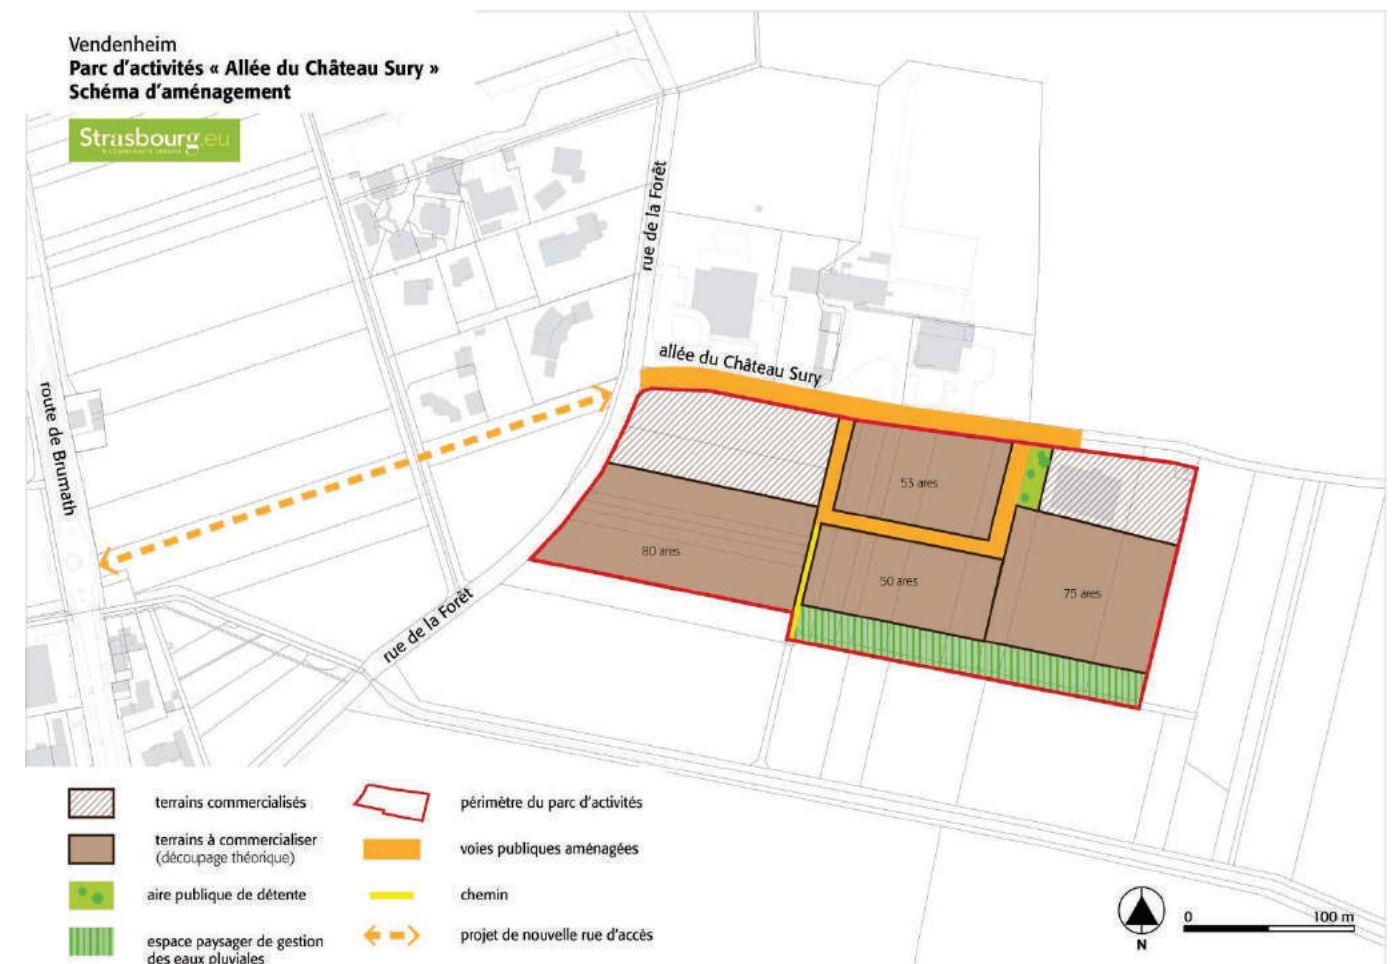 Vendenheim
Parc d'activités « Allée du Château Sury »
Schéma d'aménagement
Strasbourg.eu
rue de la Forêt
allée du Château Sury
route de Brumath
53 ares
80 ares
50 ares
75 ares
rue de la Forêt
terrains commercialisés
terrains à commercialiser
(découpage théorique)
aire publique de détente
espace paysager de gestion
des eaux pluviales
périmètre du parc d'activités
voies publiques aménagées
chemin
projet de nouvelle rue d'accès
N
0 100 m